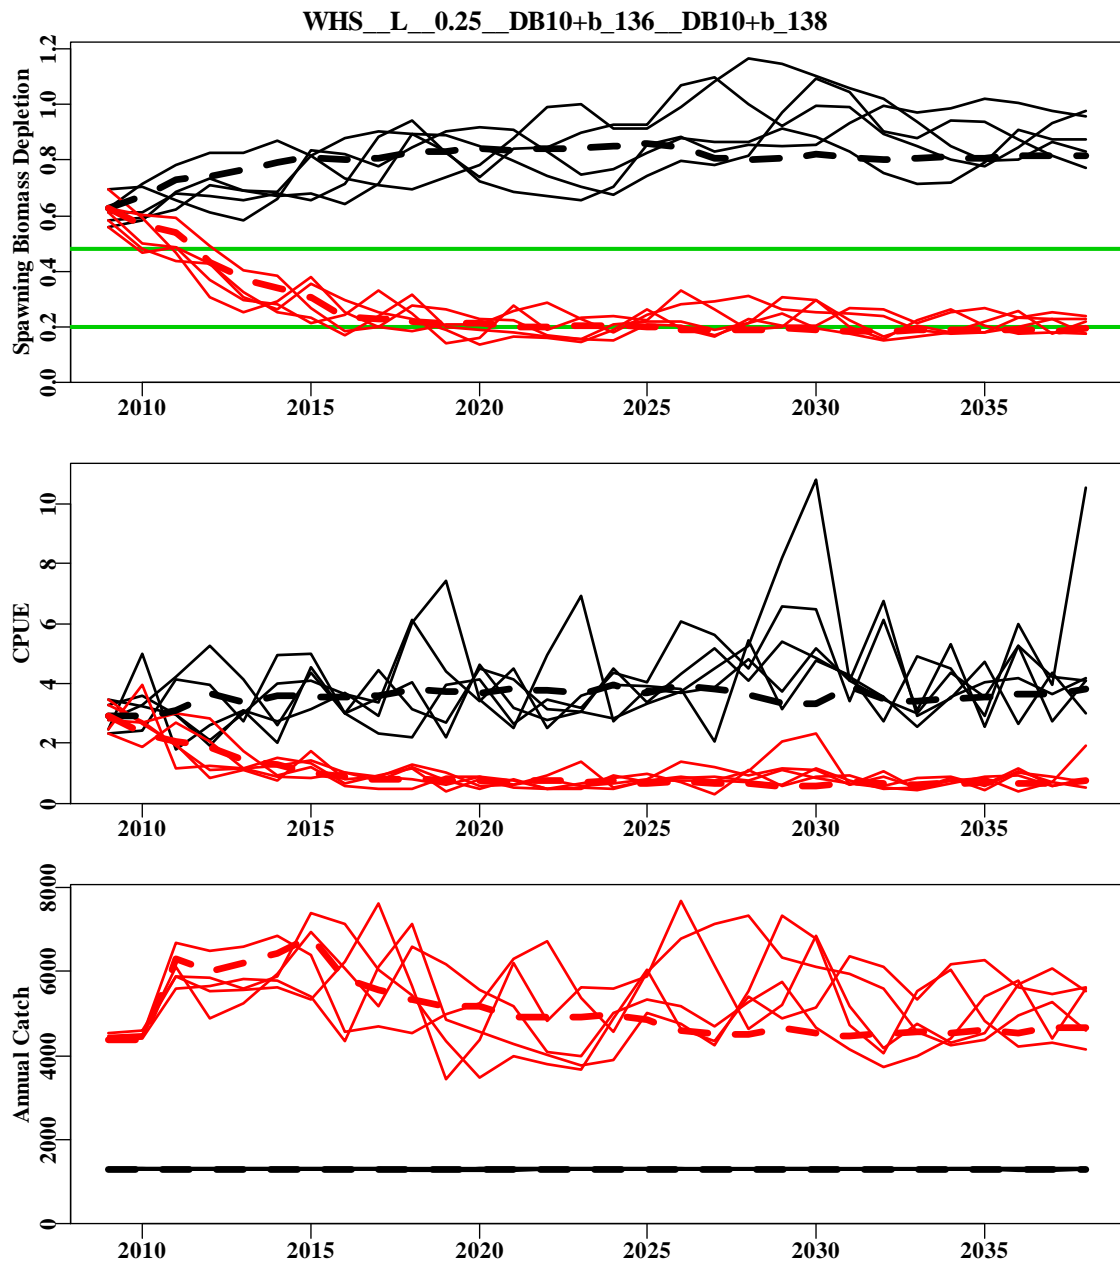 WHS__L__0.25__DB10+b_136__DB10+b_138
Spawning Biomass Depletion
1.2
1.0
0.8
0.6
0.4
0.2
0.0
2010 2015 2020 2025 2030 2035
CPUE
10
8
6
4
2
0
2010 2015 2020 2025 2030 2035
Annual Catch
8000
6000
4000
2000
0
2010 2015 2020 2025 2030 2035